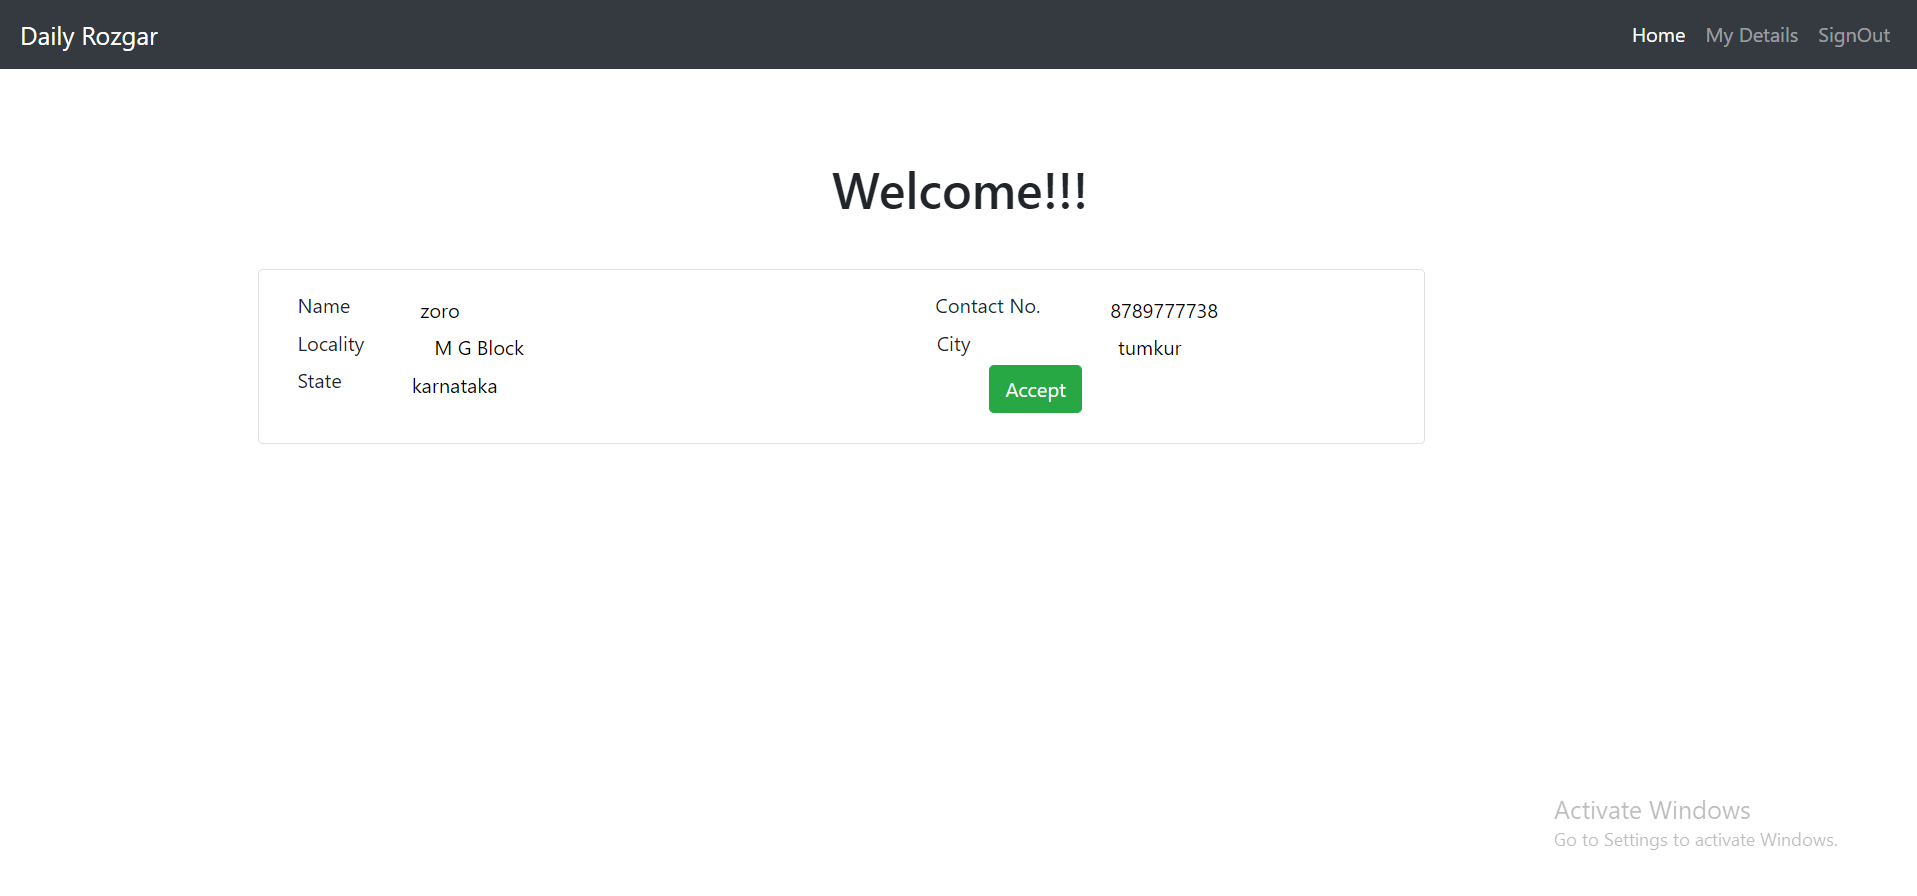 Daily Rozgar Home My Details SignOut
Welcome!!!
Name zoro Contact No. 8789777738
Locality M G Block City tumkur
State karnataka Accept
Activate Windows
Go to Settings to activate Windows.